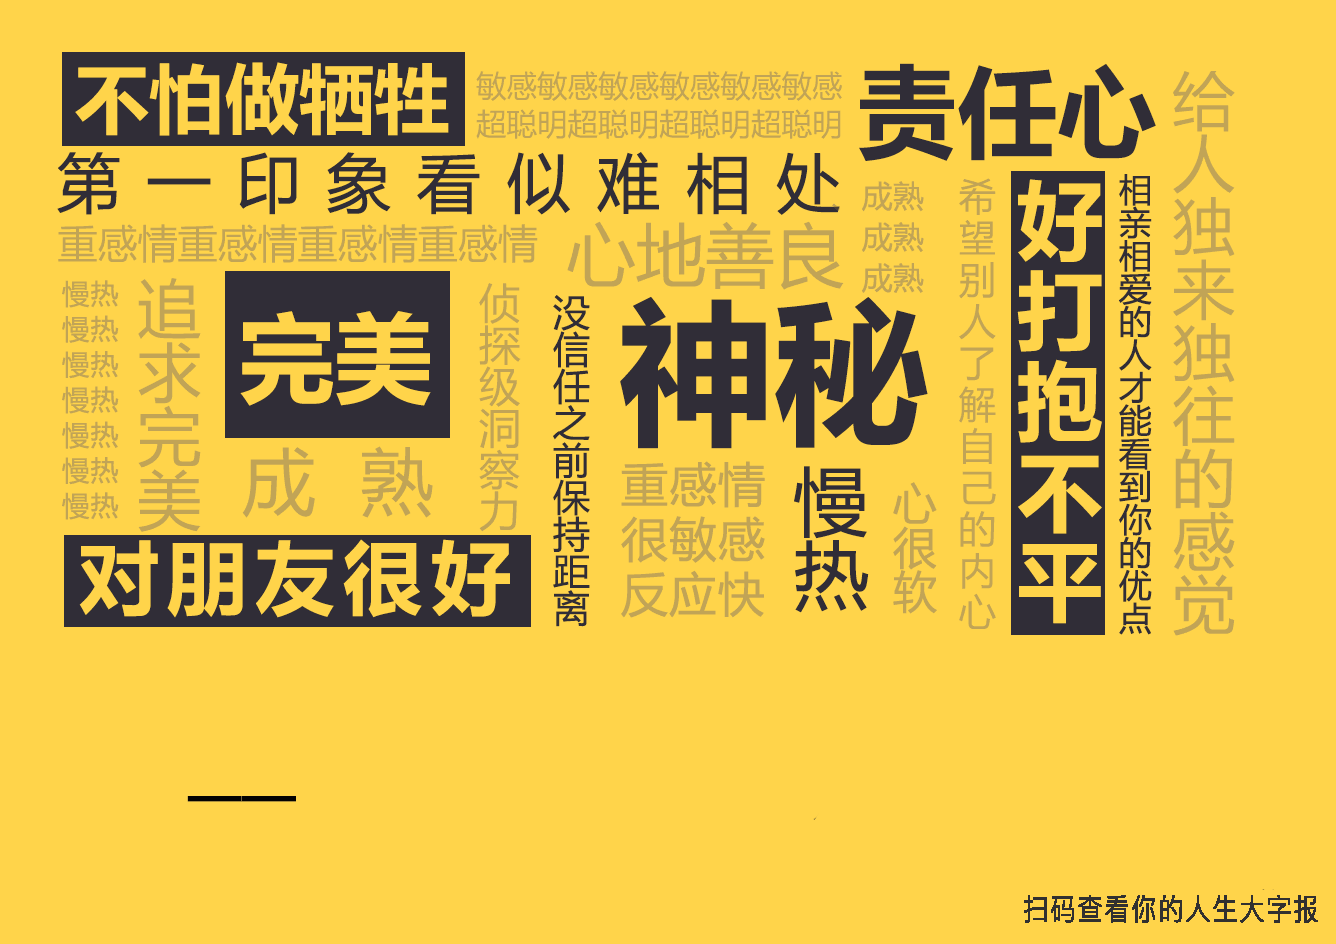 不怕做牺牲
敏感敏感敏感敏感敏感敏感
超聪明超聪明超聪明超聪明
责任心
给人独来独往的感觉
第一印象看似难相处
成熟
成熟
成熟
希望别人了解自己的内心
好打抱不平
相亲相爱的人才能看到你的优点
重感情重感情重感情重感情
心地善良
慢热
慢热
慢热
慢热
慢热
慢热
慢热
追求完美
完美
侦探级洞察力
没信任之前保持距离
神秘
成熟
重感情
很敏感
反应快
慢热
心很软
对朋友很好
——
扫码查看你的人生大字报